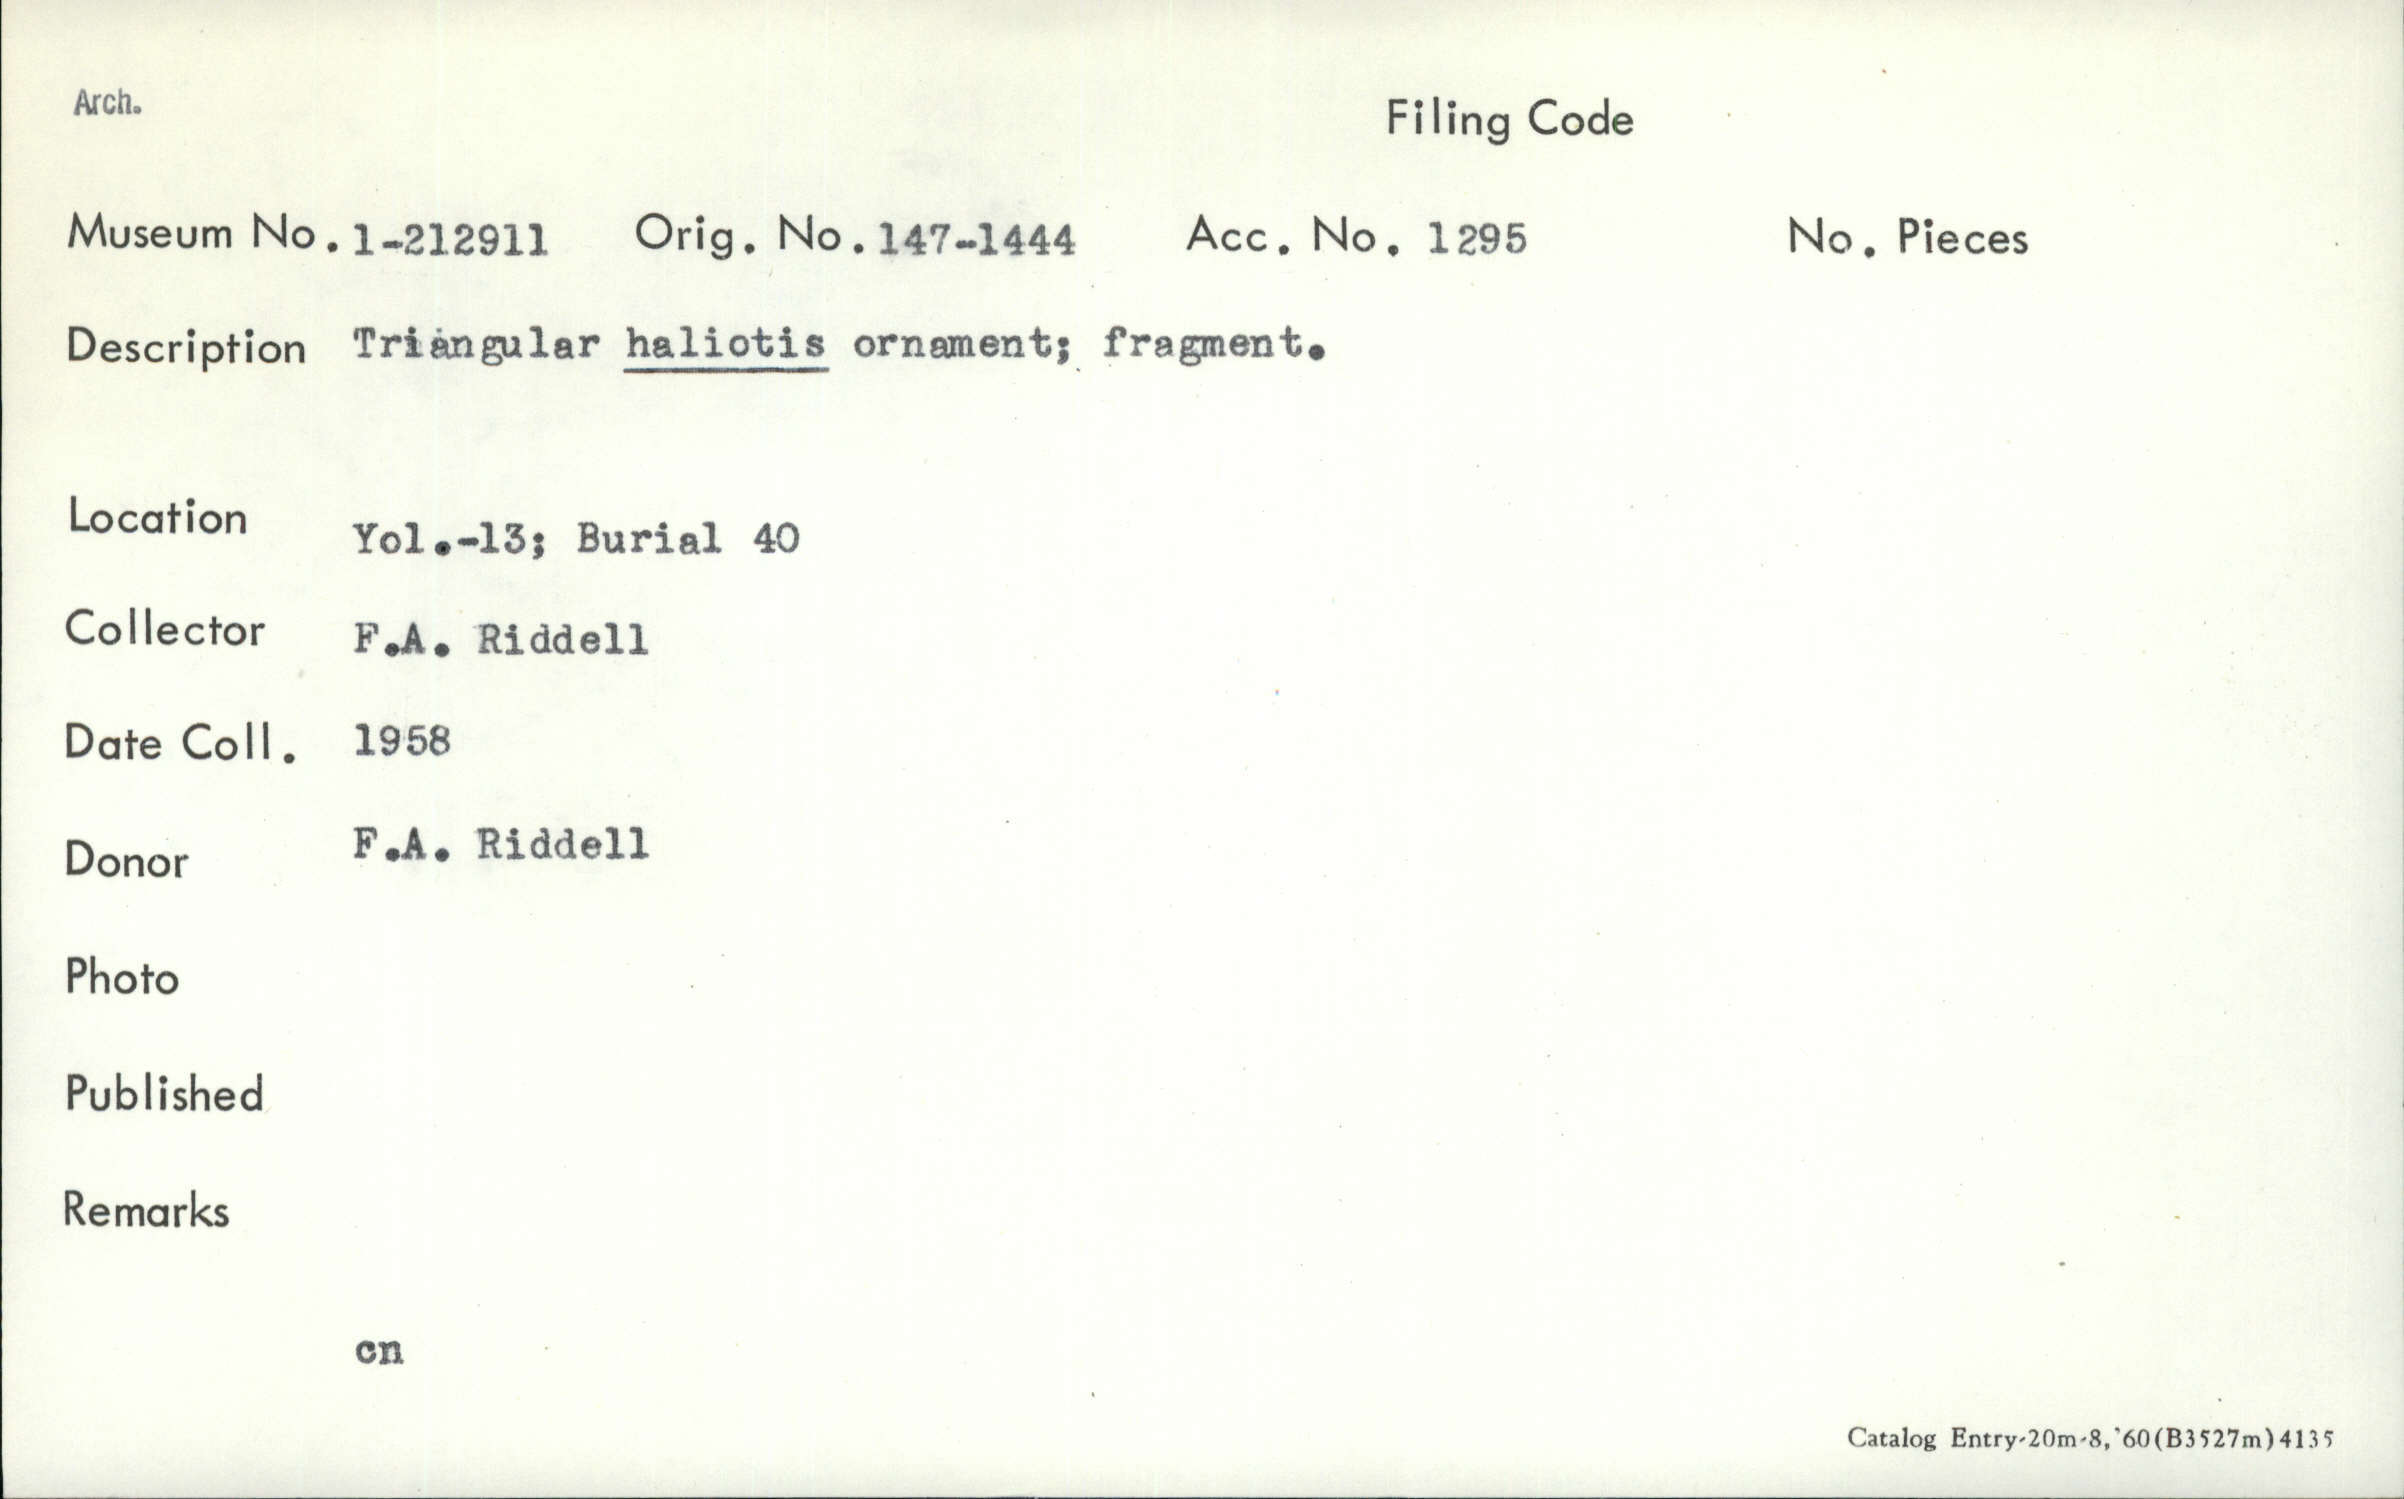 Arch.
Filing Code
Museum No. 1-212911 Orig. No. 147-1444 Acc. No. 1295 No. Pieces
Description Triangular haliotis ornament; fragment.
Location Yol.-13; Burial 40
Collector F.A. Riddell
Date Coll. 1958
Donor F.A. Riddell
Photo
Published
Remarks
cn
Catalog Entry-20m-8,'60(B3527m)4135